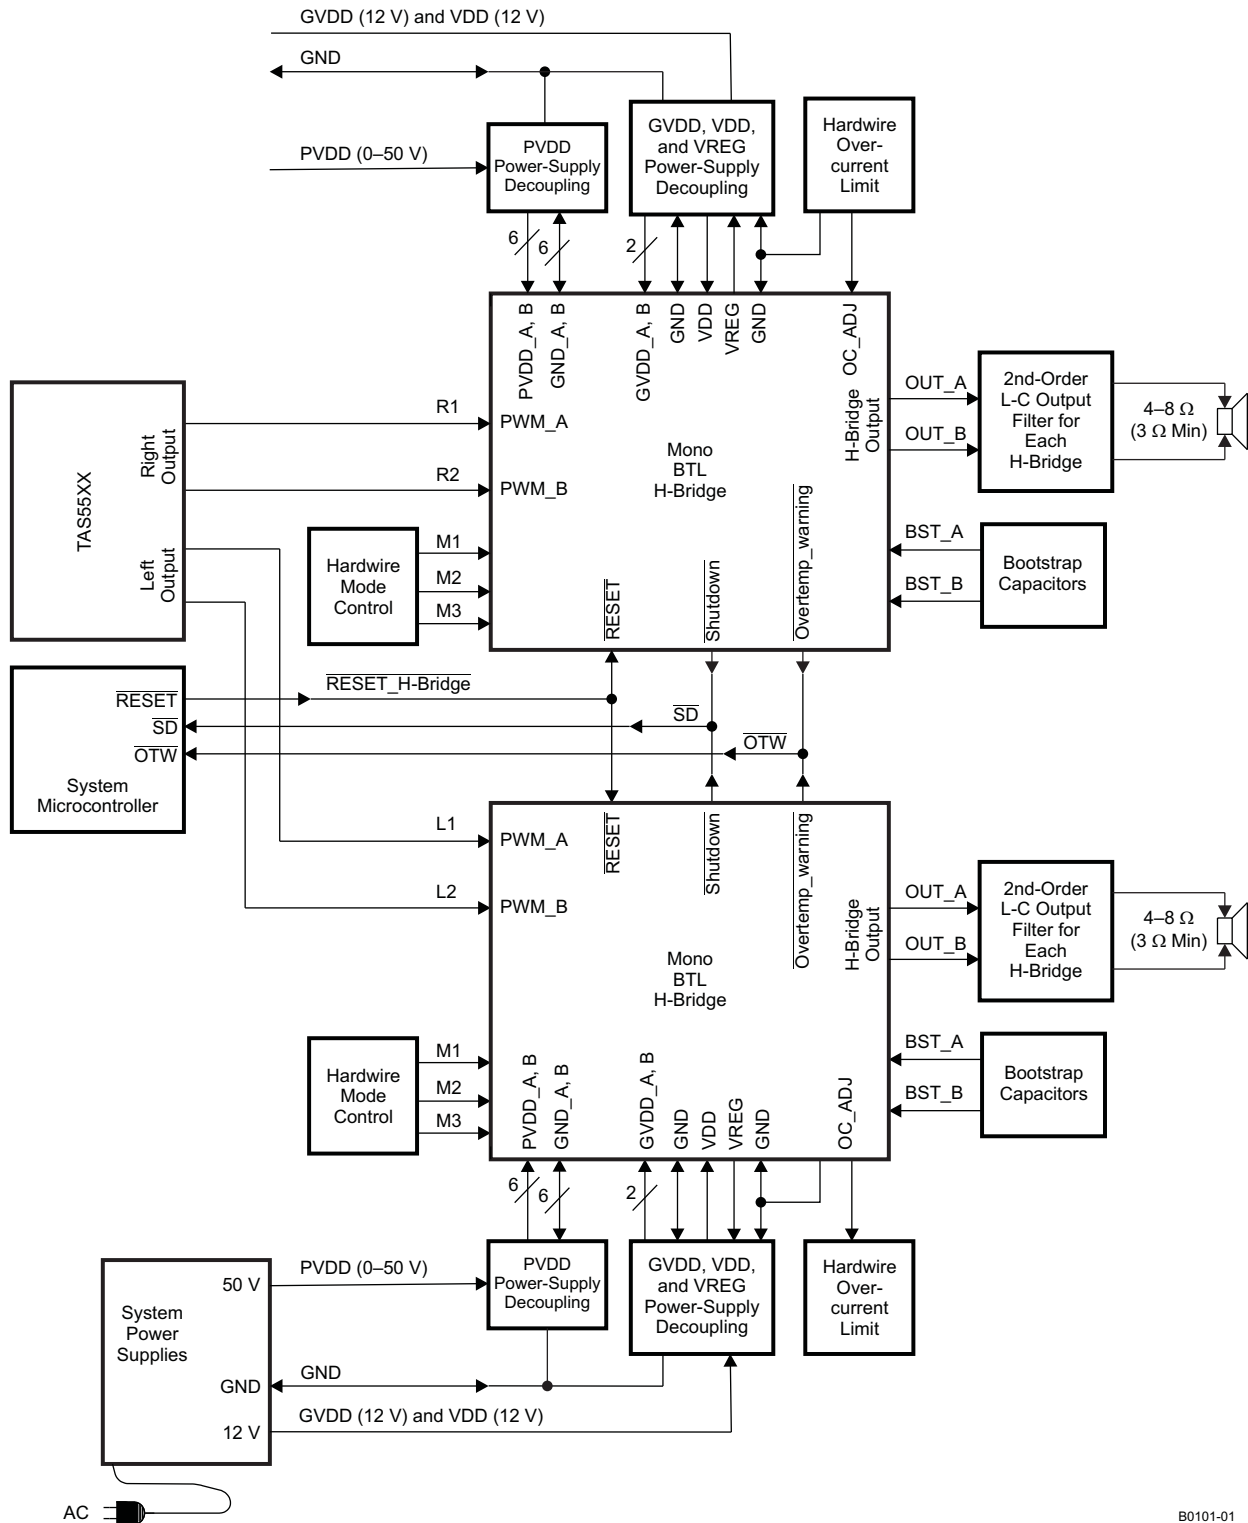 GVDD (12 V) and VDD (12 V)
GND
PVDD (0–50 V)
PVDD
Power-Supply
Decoupling
GVDD, VDD,
and VREG
Power-Supply
Decoupling
Hardwire
Over-
current
Limit
6
6
2
PVDD_A, B
GND_A, B
GVDD_A, B
GND
VDD
VREG
GND
OC_ADJ
TAS55XX
Right
Output
Left
Output
R1
R2
PWM_A
PWM_B
Mono
BTL
H-Bridge
H-Bridge
Output
OUT_A
OUT_B
2nd-Order
L-C Output
Filter for
Each
H-Bridge
4–8 Ω
(3 Ω Min)
Hardwire
Mode
Control
M1
M2
M3
RESET
Shutdown
Overtemp_warning
BST_A
BST_B
Bootstrap
Capacitors
RESET
SD
OTW
System
Microcontroller
RESET_H-Bridge
SD
OTW
L1
L2
PWM_A
PWM_B
RESET
Shutdown
Overtemp_warning
Mono
BTL
H-Bridge
H-Bridge
Output
OUT_A
OUT_B
2nd-Order
L-C Output
Filter for
Each
H-Bridge
4–8 Ω
(3 Ω Min)
Hardwire
Mode
Control
M1
M2
M3
PVDD_A, B
GND_A, B
GVDD_A, B
GND
VDD
VREG
GND
OC_ADJ
BST_A
BST_B
Bootstrap
Capacitors
6
6
2
System
Power
Supplies
50 V
GND
12 V
PVDD (0–50 V)
GND
GVDD (12 V) and VDD (12 V)
PVDD
Power-Supply
Decoupling
GVDD, VDD,
and VREG
Power-Supply
Decoupling
Hardwire
Over-
current
Limit
AC
B0101-01